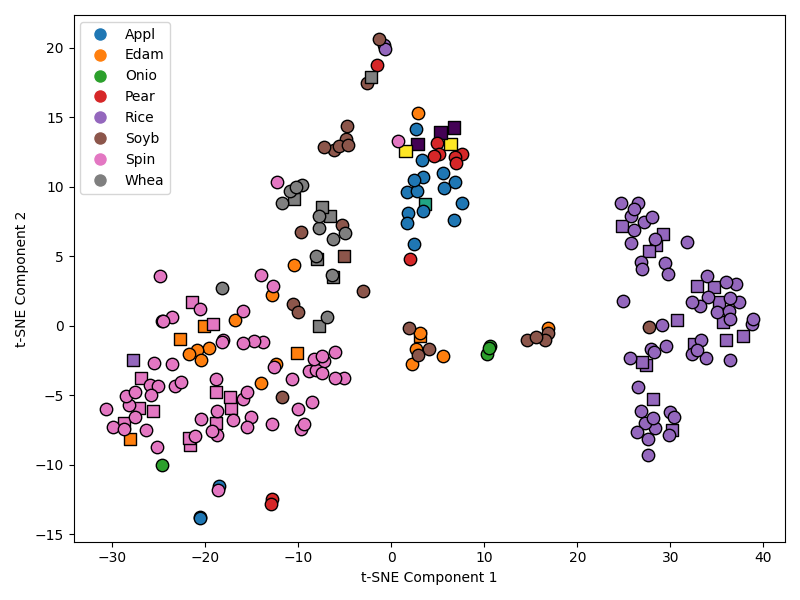 Appl
Edam
Onio
Pear
Rice
Soyb
Spin
Whea
20
15
10
5
0
−5
−10
−15
t-SNE Component 2
−30
−20
−10
0
10
20
30
40
t-SNE Component 1